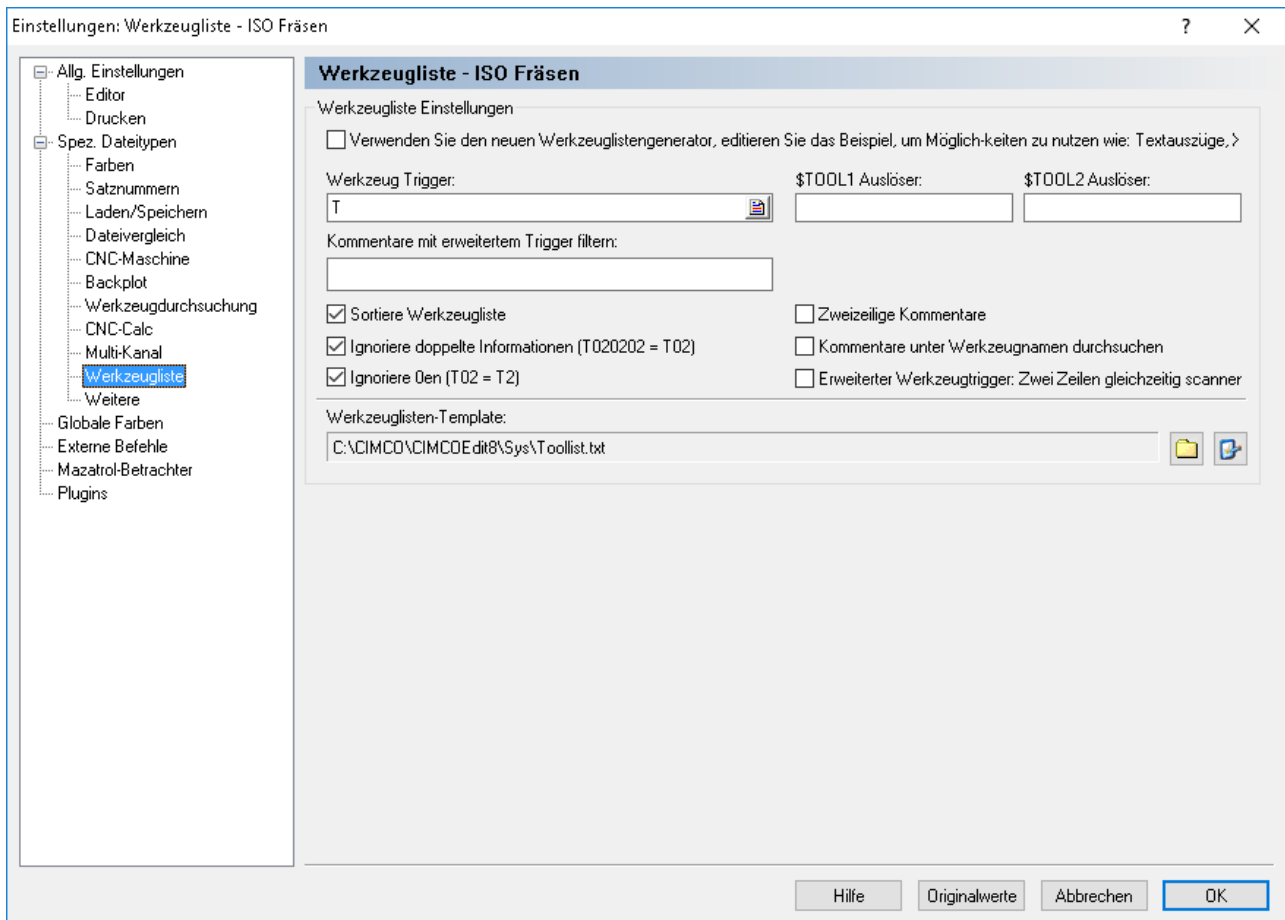 Einstellungen: Werkzeugliste - ISO Fräsen
?
Allg. Einstellungen
Editor
Drucken
Spez. Dateitypen
Farben
Satznummern
Laden/Speichern
Dateivergleich
CNC-Maschine
Backplot
Werkzeugdurchsuchung
CNC-Calc
Multi-Kanal
Werkzeugliste
Weitere
Globale Farben
Externe Befehle
Mazatrol-Betrachter
Plugins
Werkzeugliste - ISO Fräsen
Werkzeugliste Einstellungen
Verwenden Sie den neuen Werkzeuglistengenerator, editieren Sie das Beispiel, um Möglich-keiten zu nutzen wie: Textauszüge,
Werkzeug Trigger:
$TOOL1 Auslöser:
$TOOL2 Auslöser:
T
Kommentare mit erweitertem Trigger filtern:
Sortiere Werkzeugliste
Zweizeilige Kommentare
Ignoriere doppelte Informationen (T020202 = T02)
Kommentare unter Werkzeugnamen durchsuchen
Ignoriere 0en (T02 = T2)
Erweiterter Werkzeugtrigger: Zwei Zeilen gleichzeitig scanner
Werkzeuglisten-Template:
C:\CIMCO\CIMCOEdit8\Sys\Toollist.txt
Hilfe
Originalwerte
Abbrechen
OK